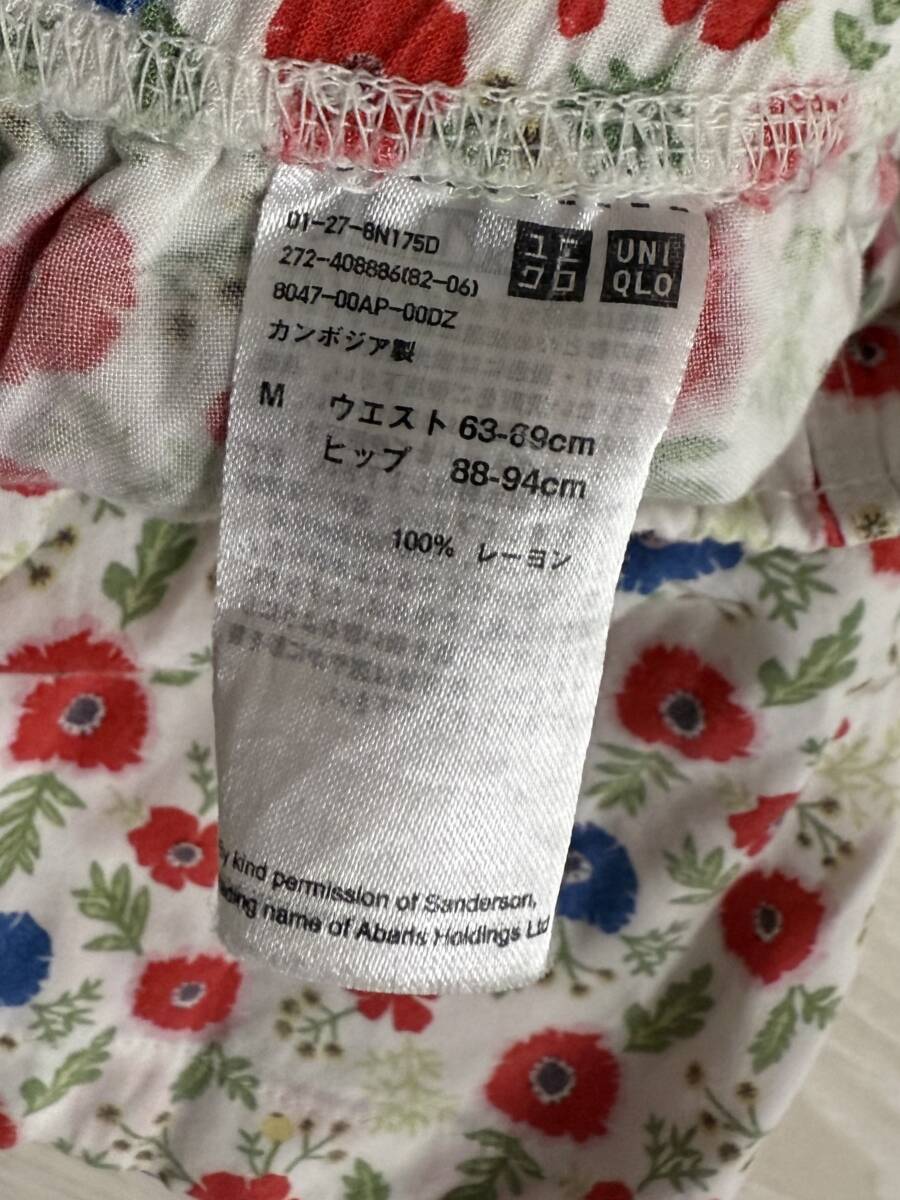 01-27-8N175D
272-408886(82-06)
8047-00AP-00DZ
カンボジア製
ユニ
クロ
UNI
QLO
M ウエスト 63-69cm
ヒップ 88-94cm
100% レーヨン
kind permission of Sanderson,
name of Abaris Holdings Ltd